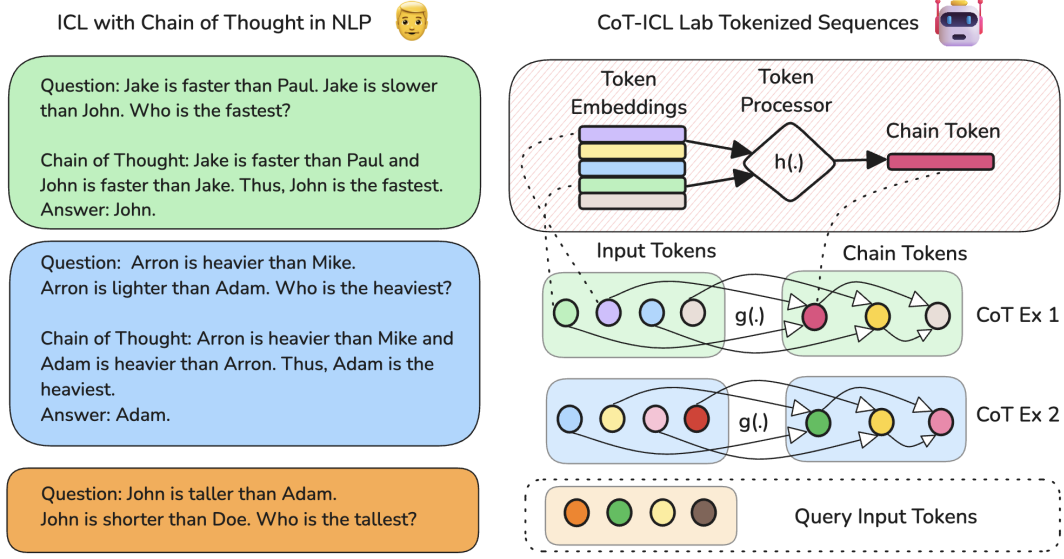 ICL with Chain of Thought in NLP
Question: Jake is faster than Paul. Jake is slower
than John. Who is the fastest?
Chain of Thought: Jake is faster than Paul and
John is faster than Jake. Thus, John is the fastest.
Answer: John.
Question: Arron is heavier than Mike.
Arron is lighter than Adam. Who is the heaviest?
Chain of Thought: Arron is heavier than Mike and
Adam is heavier than Arron. Thus, Adam is the
heaviest.
Answer: Adam.
Question: John is taller than Adam.
John is shorter than Doe. Who is the tallest?
CoT-ICL Lab Tokenized Sequences
Token
Embeddings
Token
Processor
h(.)
Chain Token
Input Tokens
Chain Tokens
g(.)
CoT Ex 1
g(.)
CoT Ex 2
Query Input Tokens